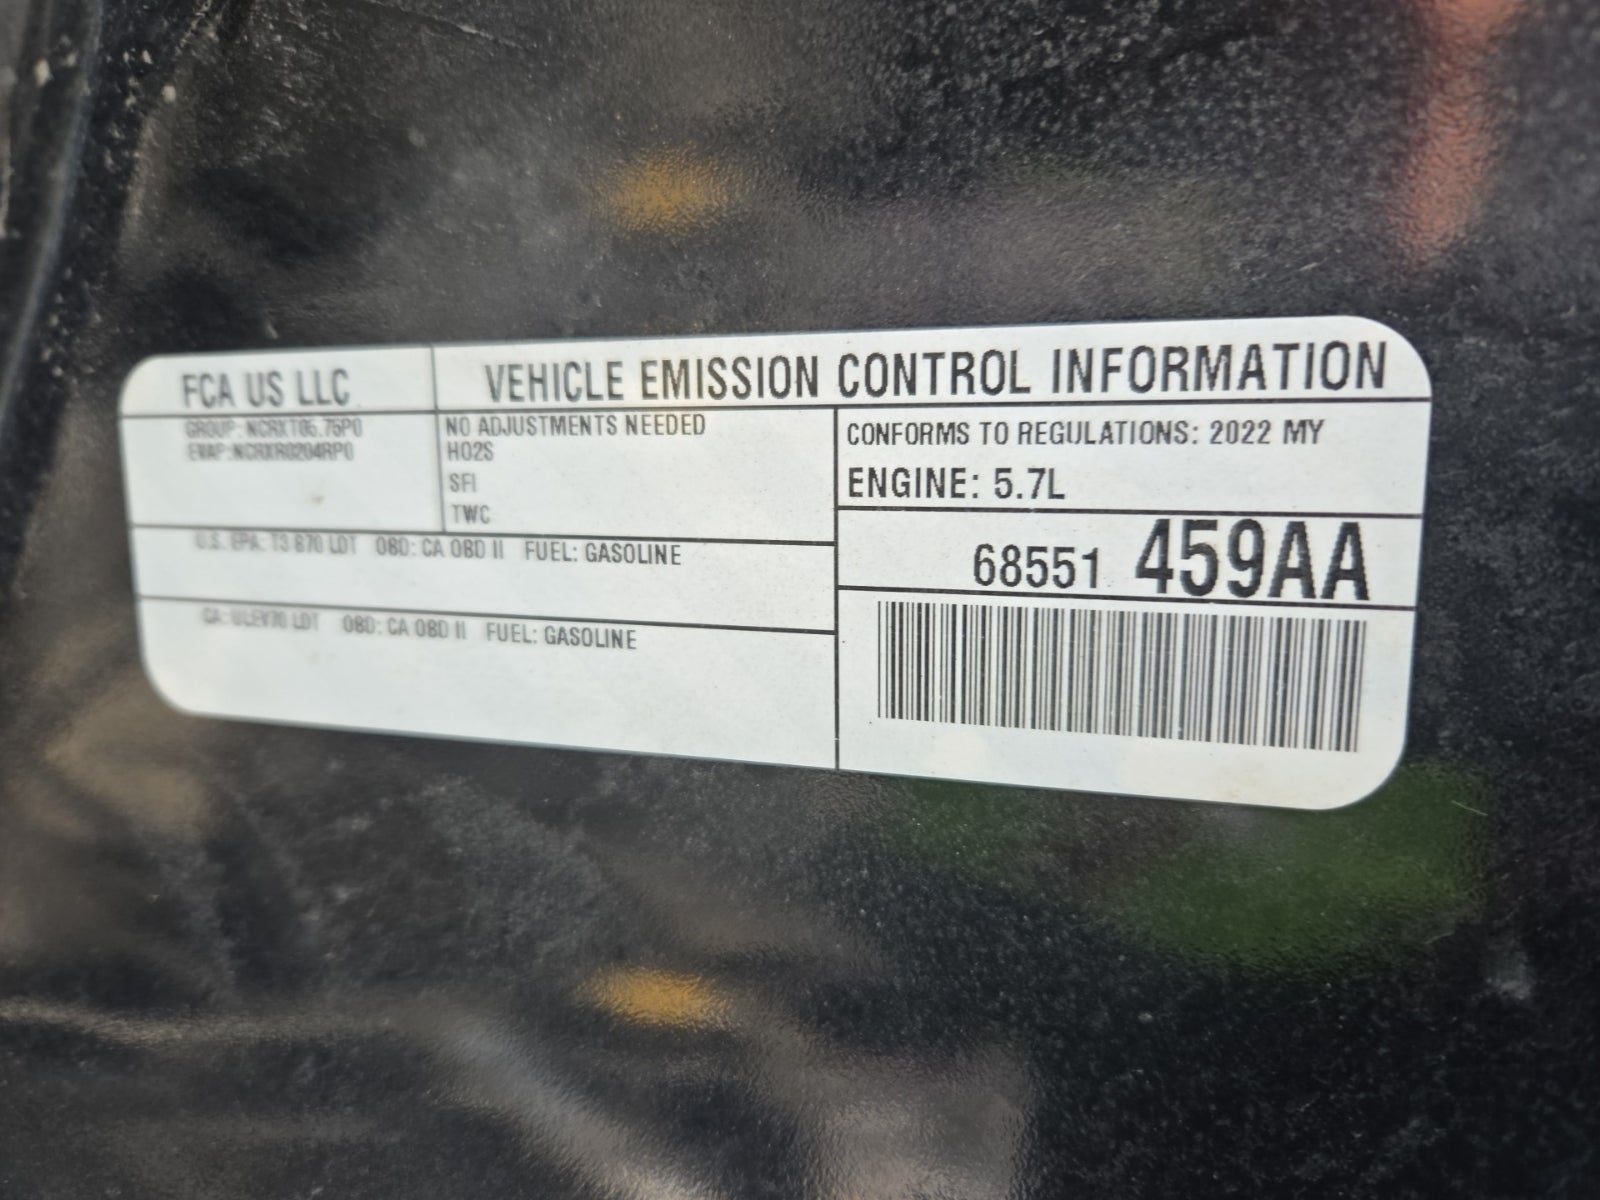 FCA US LLC
VEHICLE EMISSION CONTROL INFORMATION
GROUP: NCRXT05.75P0
EVAP: NCRXR0204RP0
NO ADJUSTMENTS NEEDED
HO2S
SFI
TWC
CONFORMS TO REGULATIONS: 2022 MY
ENGINE: 5.7L
U.S. EPA: T3 B70 LDT OBD: CA OBD II FUEL: GASOLINE
CA: ULEV70 LDT OBD: CA OBD II FUEL: GASOLINE
68551 459AA